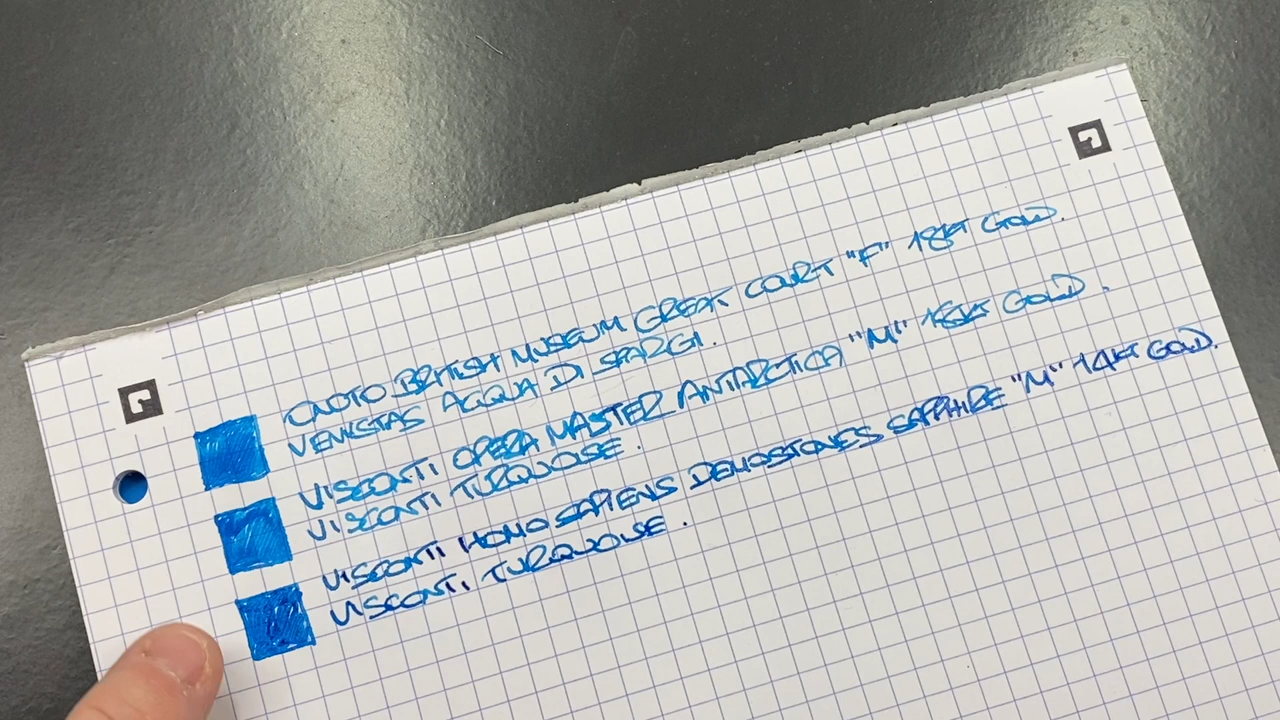 ONOTO BRITISH MUSEUM GREAT COURT "F" 18KT GOLD.
VENUSTAS ACQUA DI SPARGI.
VISCONTI OPERA MASTER ANTARCTICA "M" 18KT GOLD.
VISCONTI TURQUOISE.
VISCONTI HOMO SAPIENS DEMOSTONES SAPPHIRE "M" 14KT GOLD.
VISCONTI TURQUOISE.